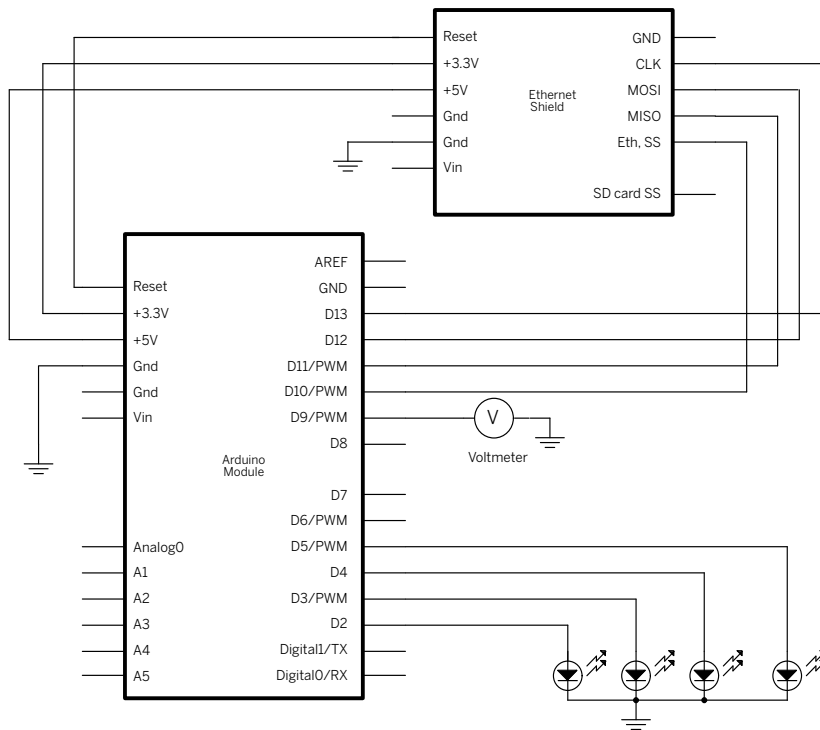 Reset
+3.3V
+5V
Gnd
Gnd
Vin
Ethernet
Shield
GND
CLK
MOSI
MISO
Eth, SS
SD card SS
Reset
+3.3V
+5V
Gnd
Gnd
Vin
Analog0
A1
A2
A3
A4
A5
Arduino
Module
AREF
GND
D13
D12
D11/PWM
D10/PWM
D9/PWM
D8
D7
D6/PWM
D5/PWM
D4
D3/PWM
D2
Digital1/TX
Digital0/RX
V
Voltmeter